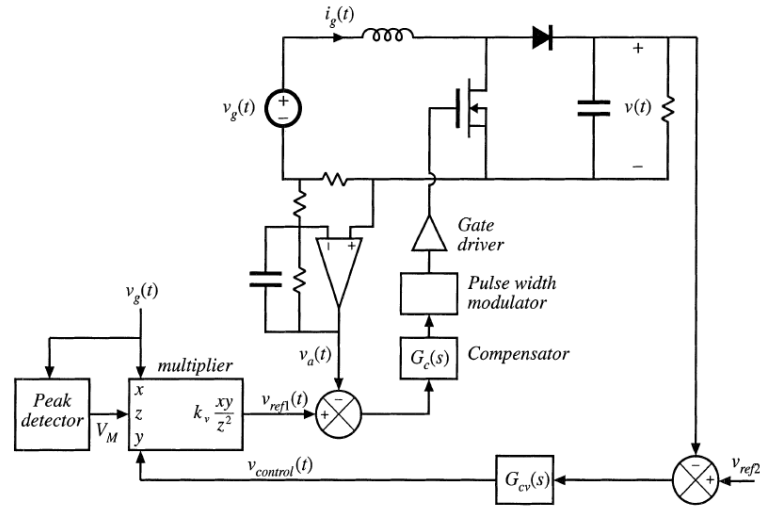 i_g(t)
+
v_g(t)
+
−
v(t)
−
−
+
Gate
driver
Pulse width
modulator
v_g(t)
v_a(t)
G_c(s)
Compensator
multiplier
Peak
detector
V_M
x
z
y
k_v xy/z²
v_ref1(t)
−
+
v_control(t)
G_cv(s)
−
+
v_ref2